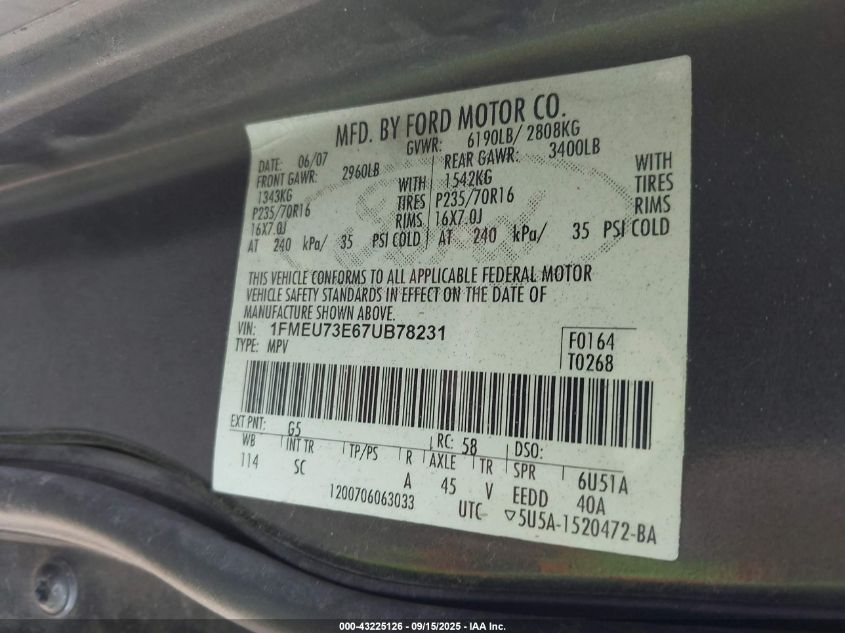 MFD. BY FORD MOTOR CO.
DATE: 06/07 GVWR: 6190LB/ 2808KG
FRONT GAWR: 2960LB REAR GAWR: 3400LB
1343KG WITH 1542KG WITH
P235/70R16 TIRES P235/70R16 TIRES
16X7.0J RIMS 16X7.0J RIMS
AT 240 kPa/ 35 PSI COLD AT 240 kPa/ 35 PSI COLD
THIS VEHICLE CONFORMS TO ALL APPLICABLE FEDERAL MOTOR
VEHICLE SAFETY STANDARDS IN EFFECT ON THE DATE OF
MANUFACTURE SHOWN ABOVE.
VIN: 1FMEU73E67UB78231 F0164
TYPE: MPV T0268
EXT PNT: G5 RC: 58 DSO:
WB INT TR TP/PS R AXLE TR SPR 6U51A
114 SC A 45 V EEDD 40A
1200706063033 UTC ▽5U5A-1520472-BA
000-43225126 - 09/15/2025 - IAA Inc.